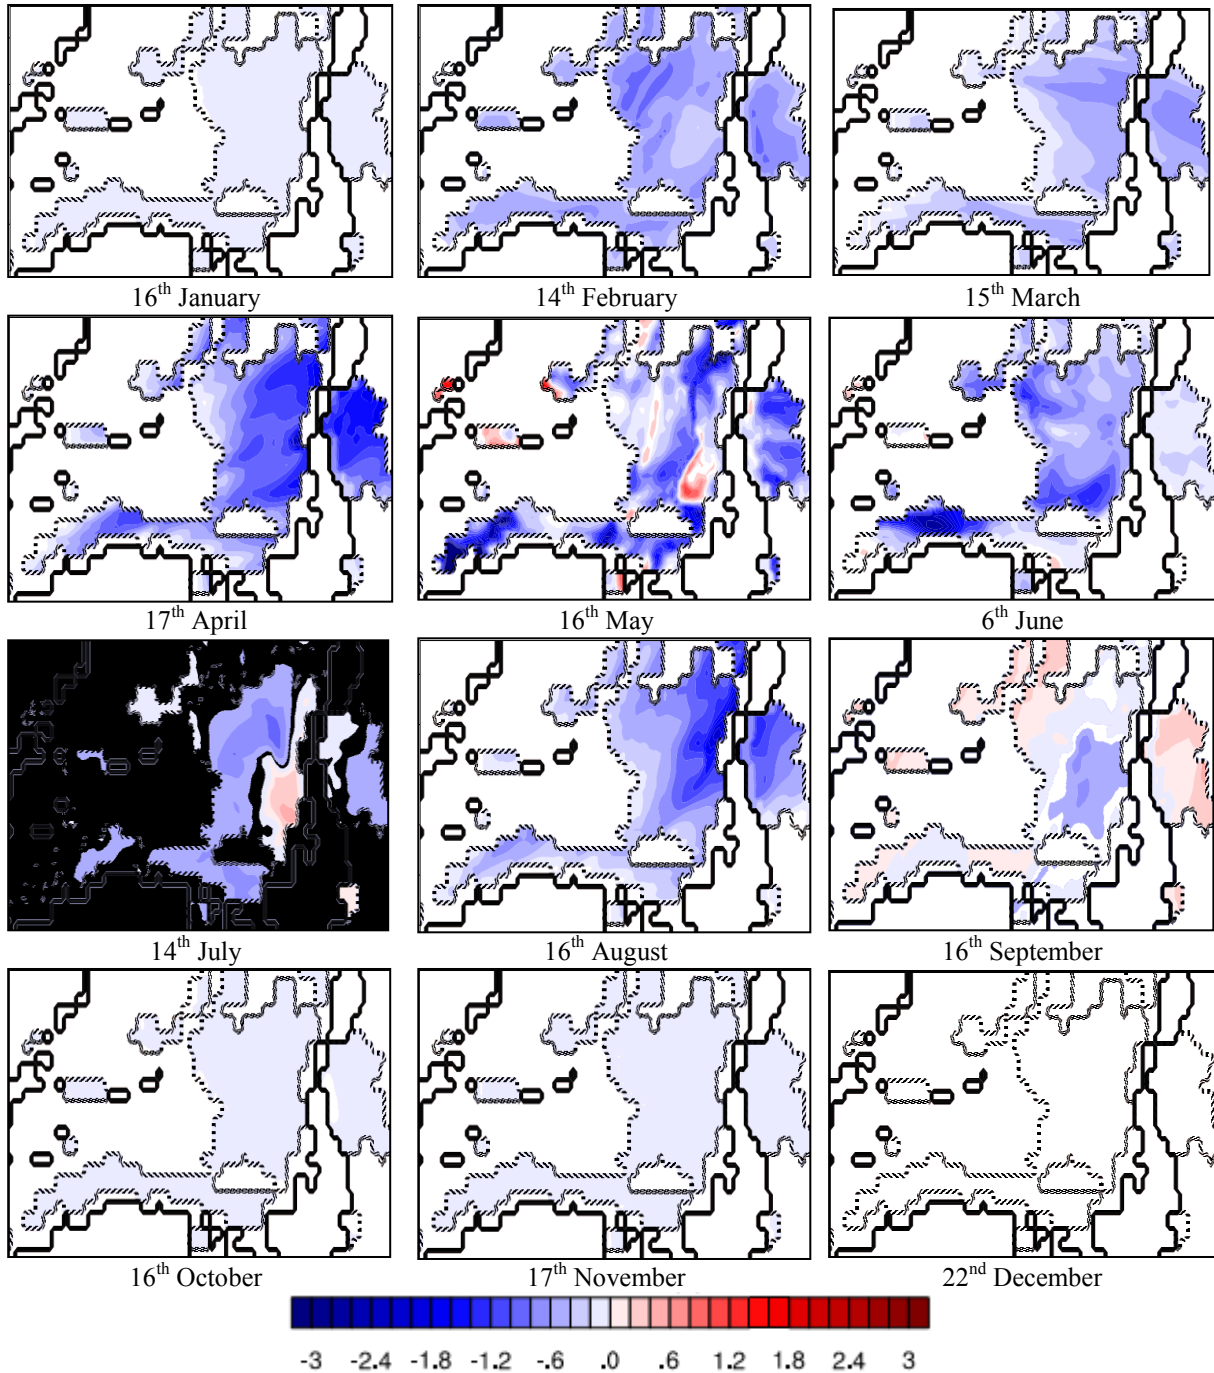 16th January 14th February 15th March
17th April 16th May 6th June
14th July 16th August 16th September
16th October 17th November 22nd December
-3 -2.4 -1.8 -1.2 -.6 .0 .6 1.2 1.8 2.4 3